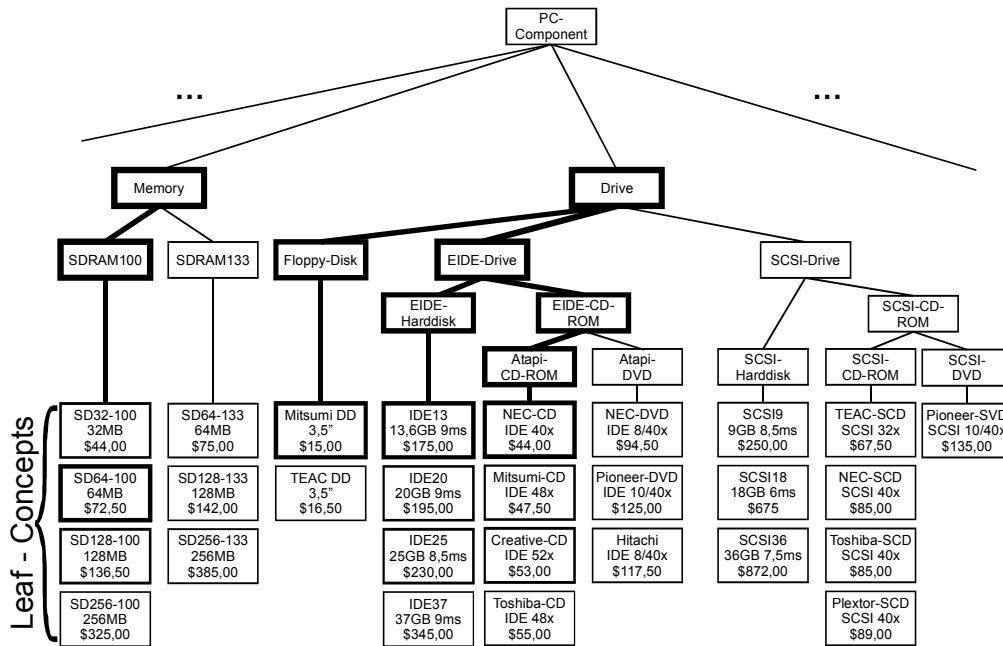 PC-
Component
...
...
Memory
Drive
SDRAM100
SDRAM133
Floppy-Disk
EIDE-Drive
SCSI-Drive
EIDE-
Harddisk
EIDE-CD-
ROM
SCSI-CD-
ROM
Atapi-
CD-ROM
Atapi-
DVD
SCSI-
Harddisk
SCSI-
CD-ROM
SCSI-
DVD
Leaf - Concepts
SD32-100
32MB
$44,00
SD64-100
64MB
$72,50
SD128-100
128MB
$136,50
SD256-100
256MB
$325,00
SD64-133
64MB
$75,00
SD128-133
128MB
$142,00
SD256-133
256MB
$385,00
Mitsumi DD
3,5”
$15,00
TEAC DD
3,5”
$16,50
IDE13
13,6GB 9ms
$175,00
IDE20
20GB 9ms
$195,00
IDE25
25GB 8,5ms
$230,00
IDE37
37GB 9ms
$345,00
NEC-CD
IDE 40x
$44,00
Mitsumi-CD
IDE 48x
$47,50
Creative-CD
IDE 52x
$53,00
Toshiba-CD
IDE 48x
$55,00
NEC-DVD
IDE 8/40x
$94,50
Pioneer-DVD
IDE 10/40x
$125,00
Hitachi
IDE 8/40x
$117,50
SCSI9
9GB 8,5ms
$250,00
SCSI18
18GB 6ms
$675
SCSI36
36GB 7,5ms
$872,00
TEAC-SCD
SCSI 32x
$67,50
NEC-SCD
SCSI 40x
$85,00
Toshiba-SCD
SCSI 40x
$85,00
Plextor-SCD
SCSI 40x
$89,00
Pioneer-SVD
SCSI 10/40x
$135,00